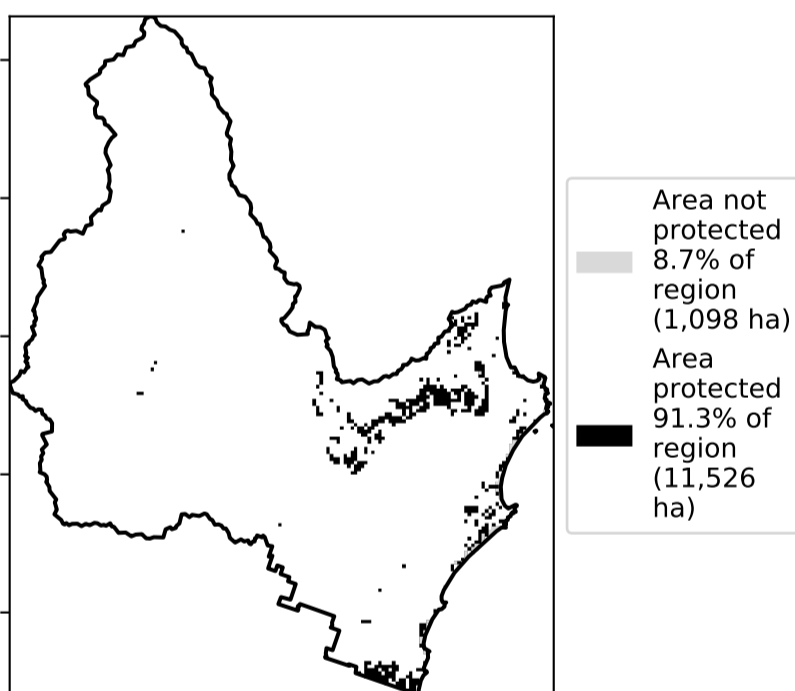 Area not
protected
8.7% of
region
(1,098 ha)
Area
protected
91.3% of
region
(11,526
ha)